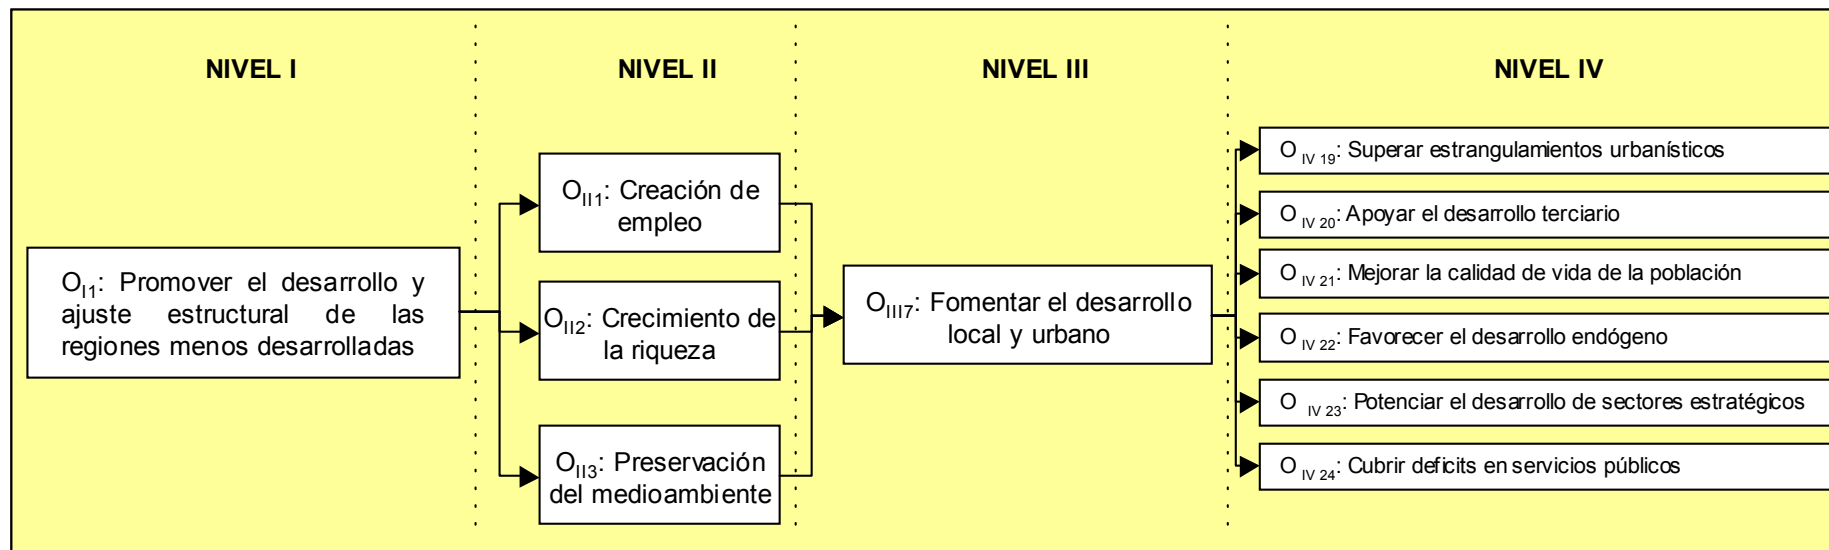 NIVEL I
NIVEL II
NIVEL III
NIVEL IV
O I1: Promover el desarrollo y
ajuste estructural de las
regiones menos desarrolladas
O II1: Creación de
empleo
O II2: Crecimiento de
la riqueza
O II3: Preservación
del medioambiente
O III7: Fomentar el desarrollo
local y urbano
O IV 19: Superar estrangulamientos urbanísticos
O IV 20: Apoyar el desarrollo terciario
O IV 21: Mejorar la calidad de vida de la población
O IV 22: Favorecer el desarrollo endógeno
O IV 23: Potenciar el desarrollo de sectores estratégicos
O IV 24: Cubrir deficits en servicios públicos